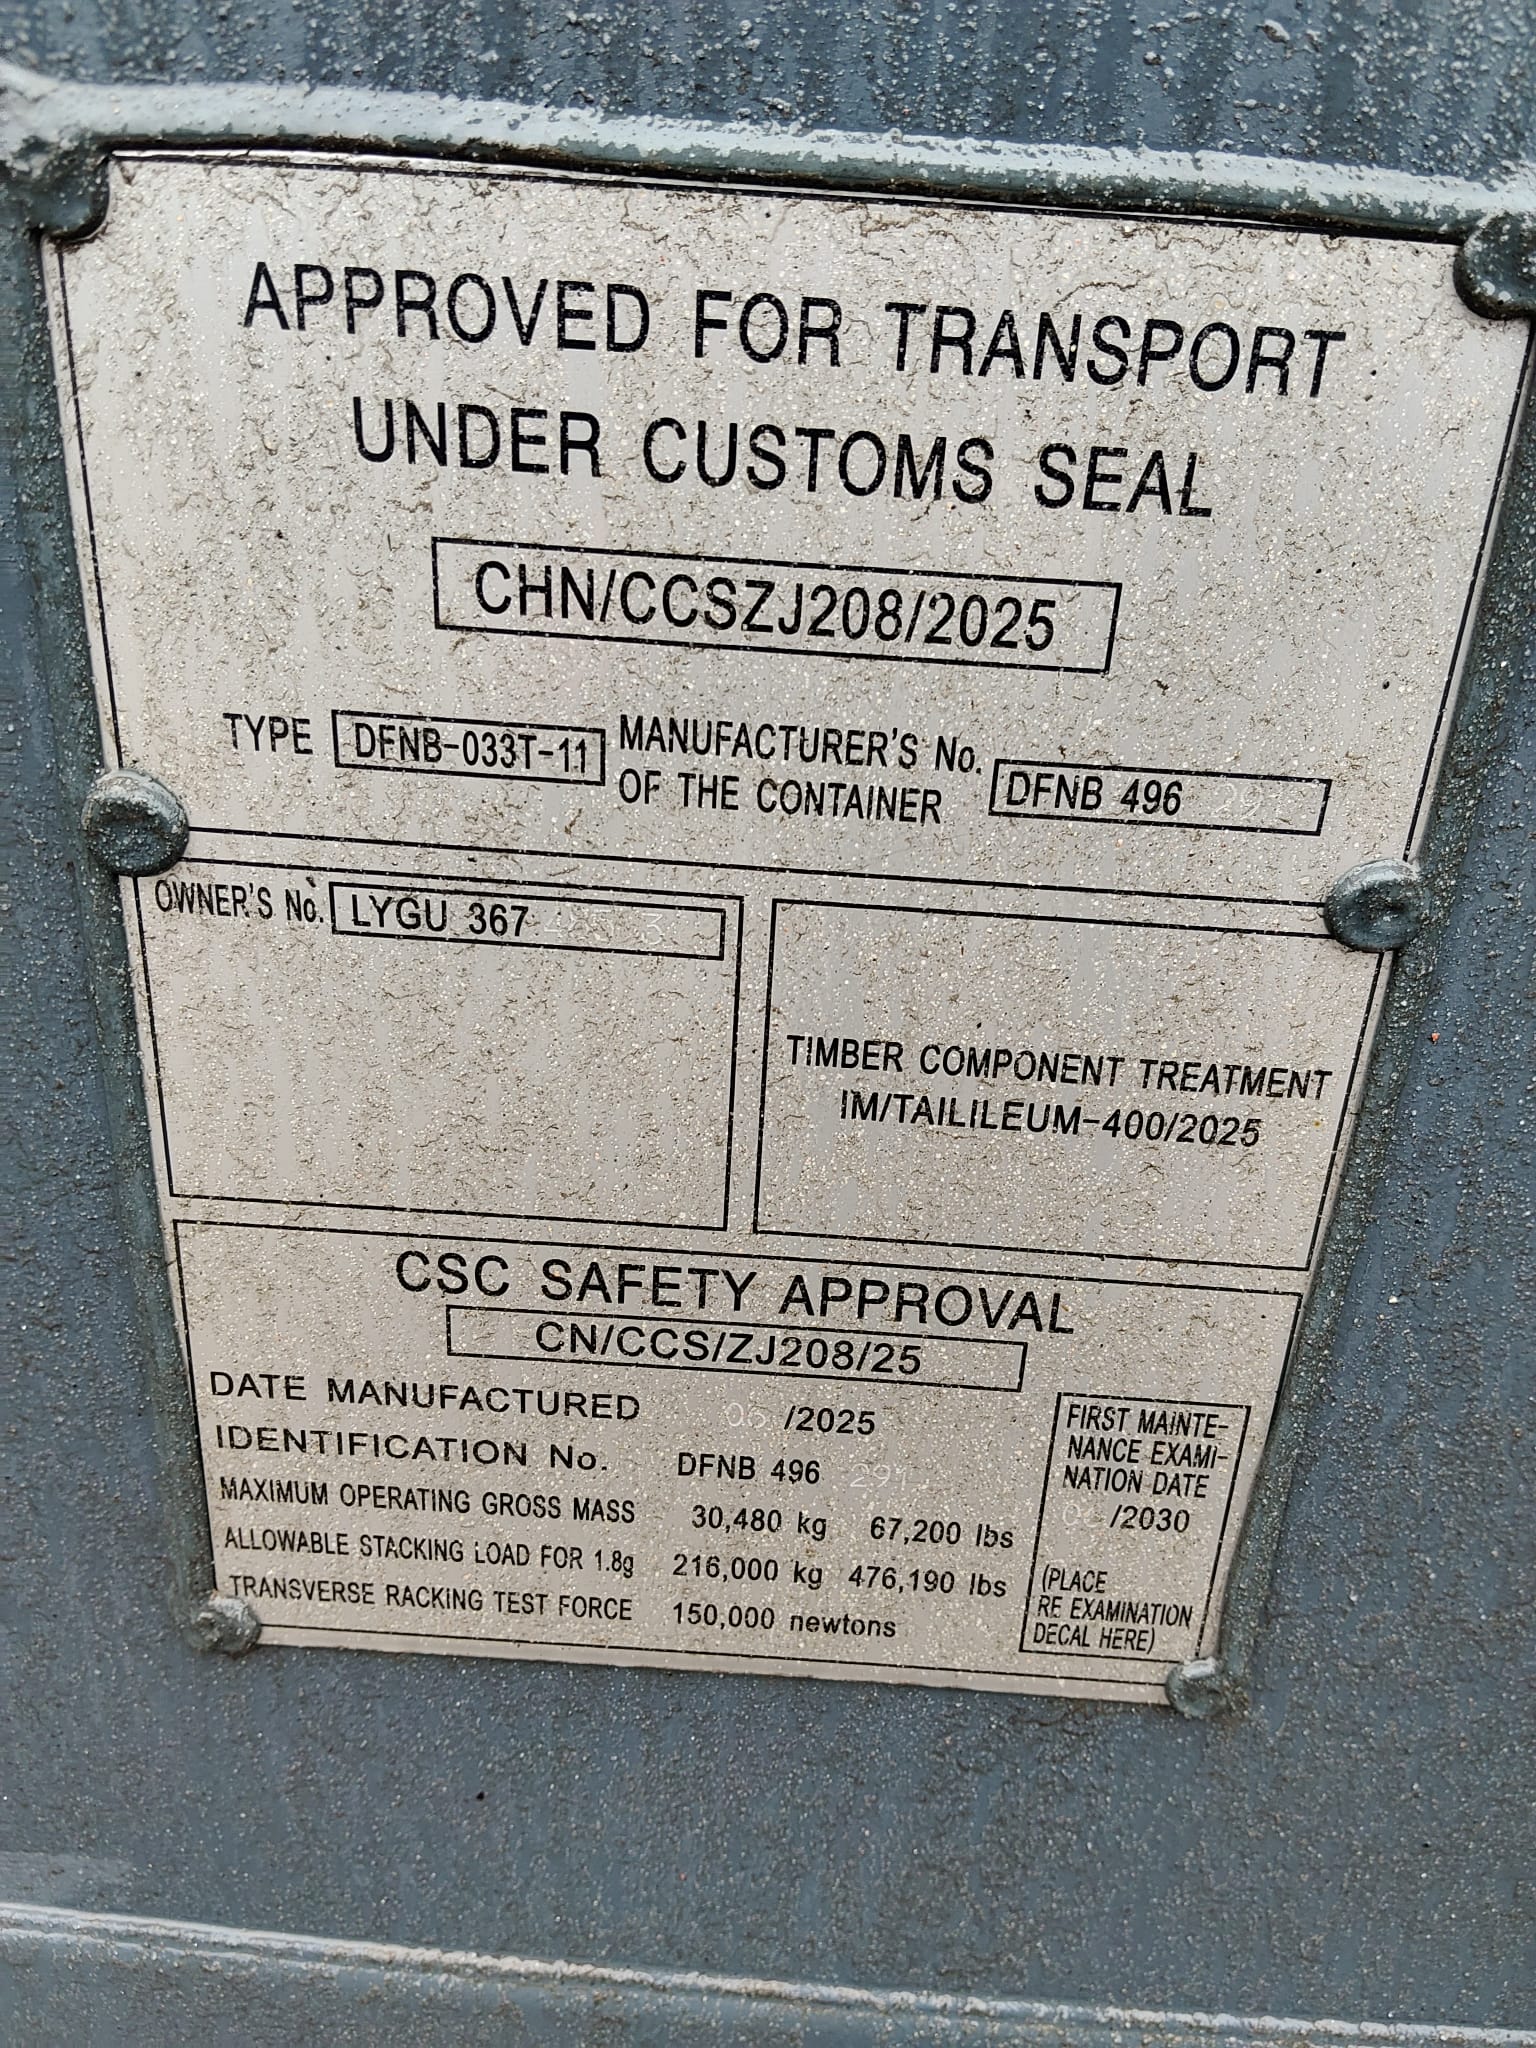 APPROVED FOR TRANSPORT
UNDER CUSTOMS SEAL
CHN/CCSZJ208/2025
TYPE DFNB-033T-11 MANUFACTURER'S No.
OF THE CONTAINER DFNB 496
OWNER'S No. LYGU 367
TIMBER COMPONENT TREATMENT
IM/TAILILEUM-400/2025
CSC SAFETY APPROVAL
CN/CCS/ZJ208/25
DATE MANUFACTURED /2025
IDENTIFICATION No. DFNB 496
MAXIMUM OPERATING GROSS MASS 30,480 kg 67,200 lbs
ALLOWABLE STACKING LOAD FOR 1.8g 216,000 kg 476,190 lbs
TRANSVERSE RACKING TEST FORCE 150,000 newtons
FIRST MAINTE-
NANCE EXAMI-
NATION DATE
/2030
(PLACE
RE EXAMINATION
DECAL HERE)